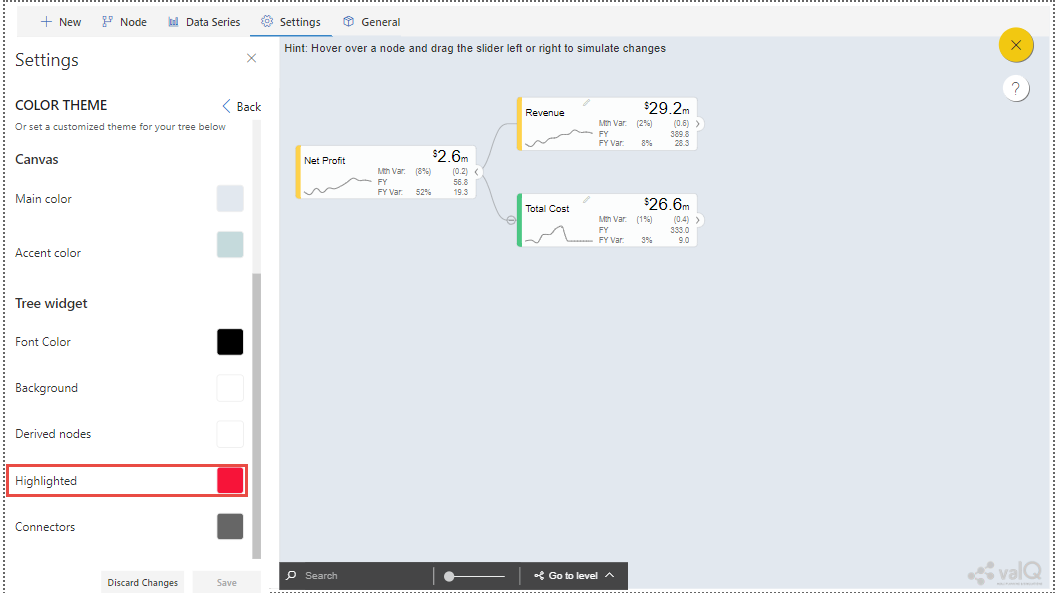 New
Node
Data Series
Settings
General
Settings
COLOR THEME
Back
Or set a customized theme for your tree below
Canvas
Main color
Accent color
Tree widget
Font Color
Background
Derived nodes
Highlighted
Connectors
Discard Changes
Save
Hint: Hover over a node and drag the slider left or right to simulate changes
?
Net Profit
$2.6m
Mth Var: (8%) (0.2)
FY 56.8
FY Var: 52% 19.3
Revenue
$29.2m
Mth Var: (2%) (0.6)
FY 389.8
FY Var: 8% 28.3
Total Cost
$26.6m
Mth Var: (1%) (0.4)
FY 333.0
FY Var: 3% 9.0
Search
Go to level
valQ